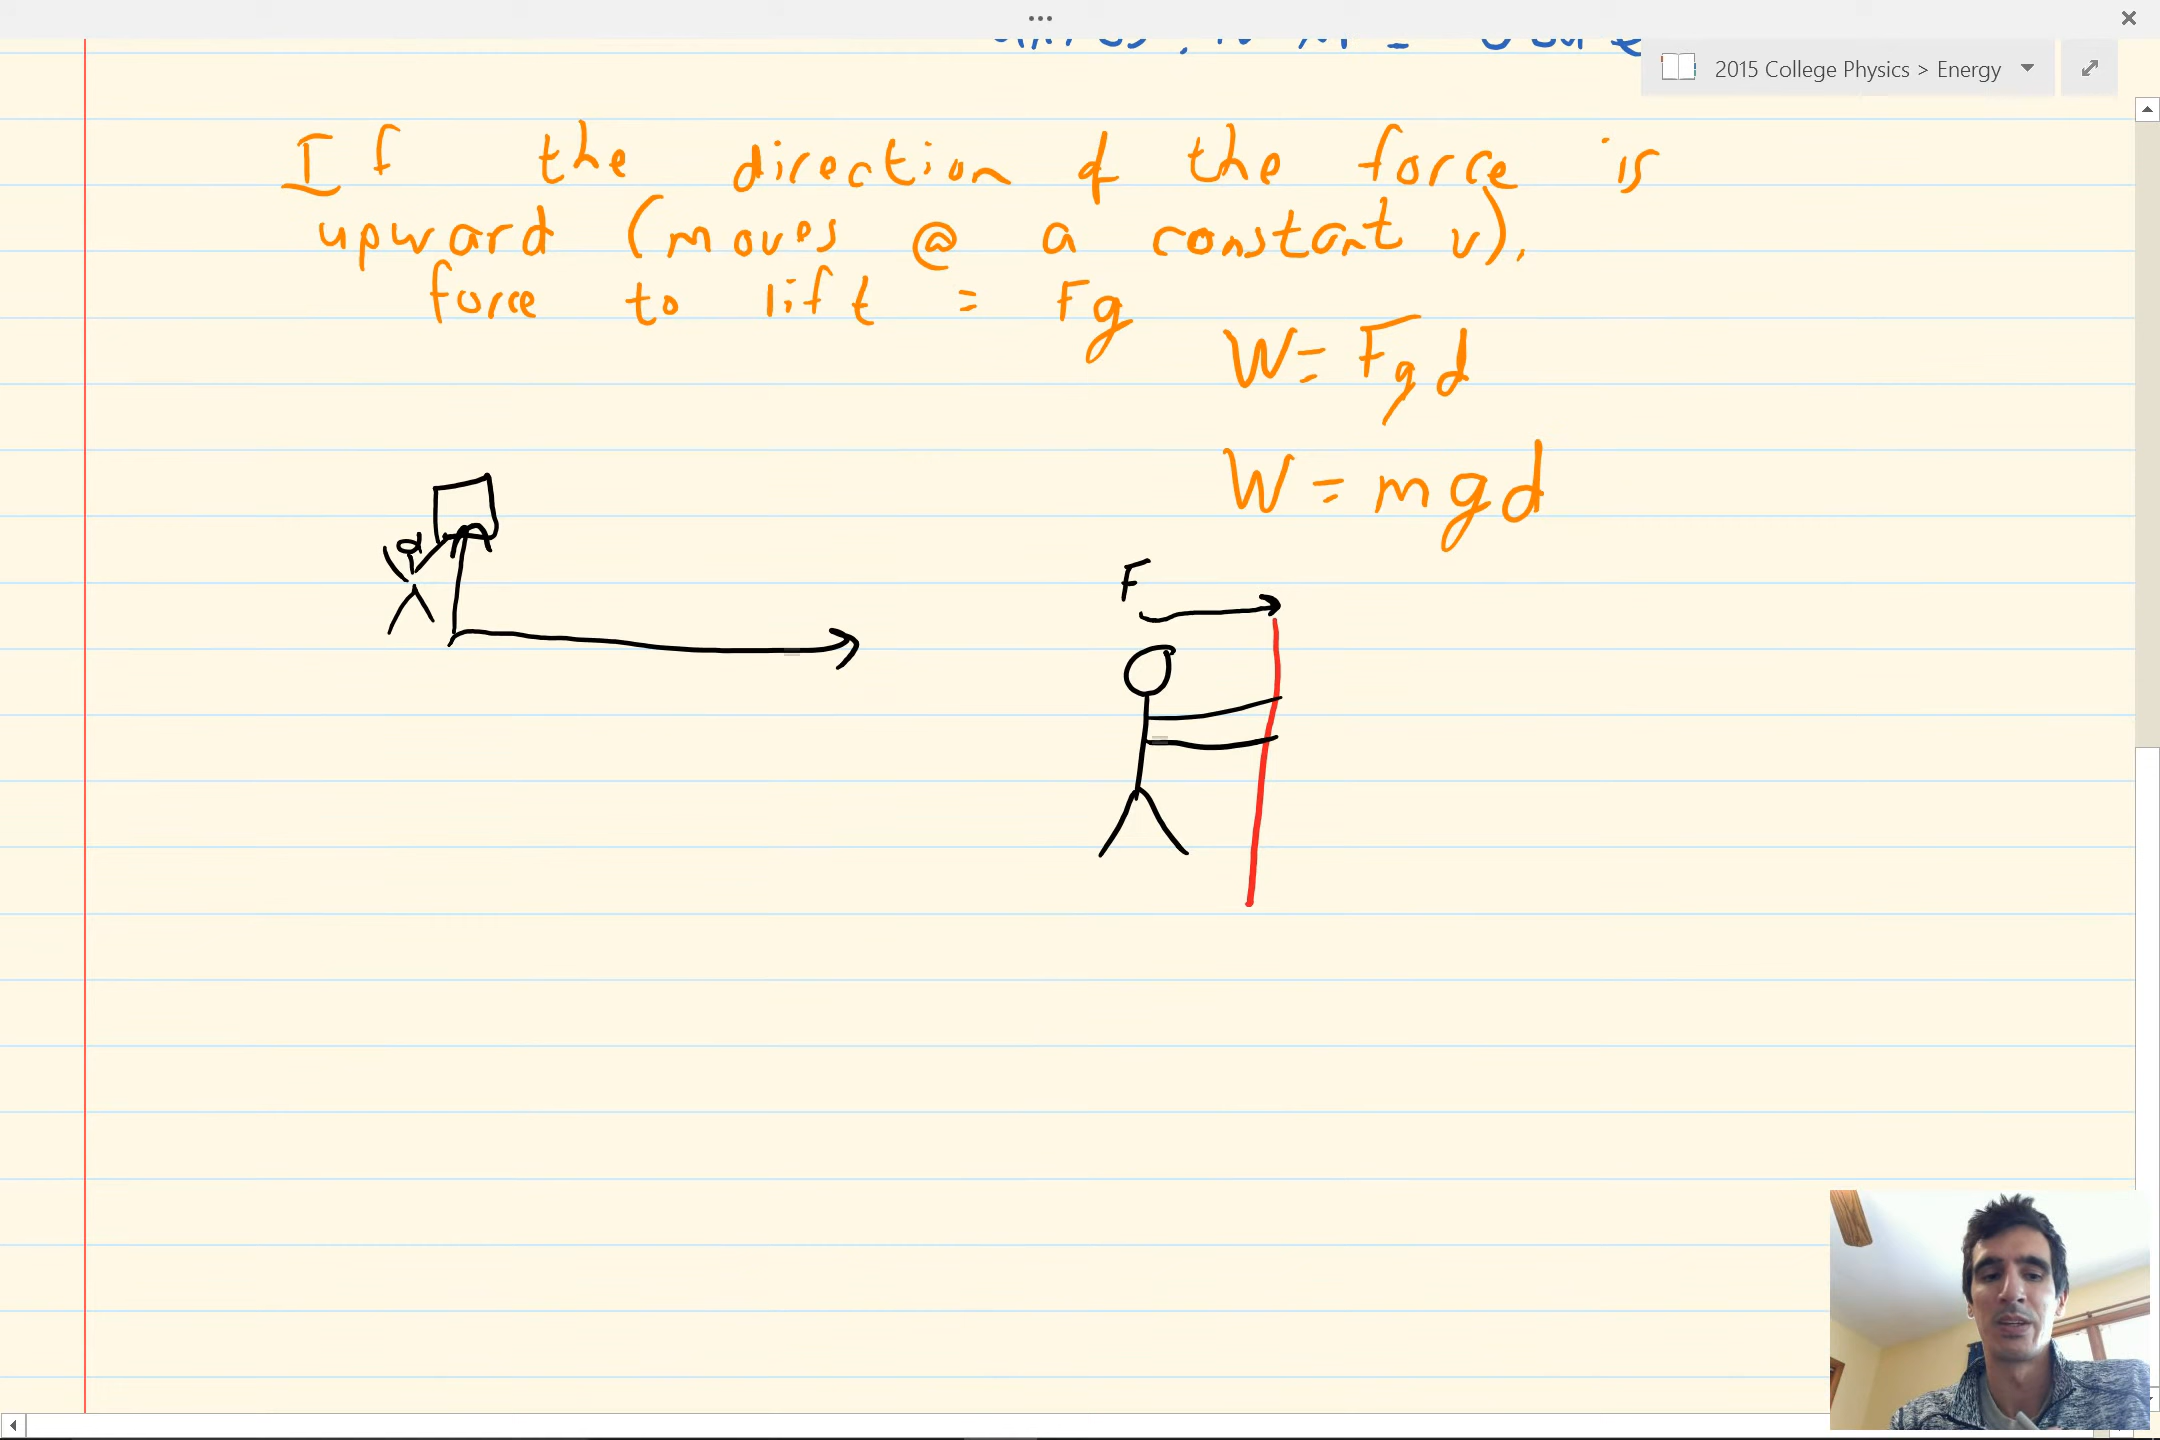 2015 College Physics > Energy
If the direction of the force is
upward (moves @ a constant v),
force to lift = Fg
W = Fg d
W = mgd
F